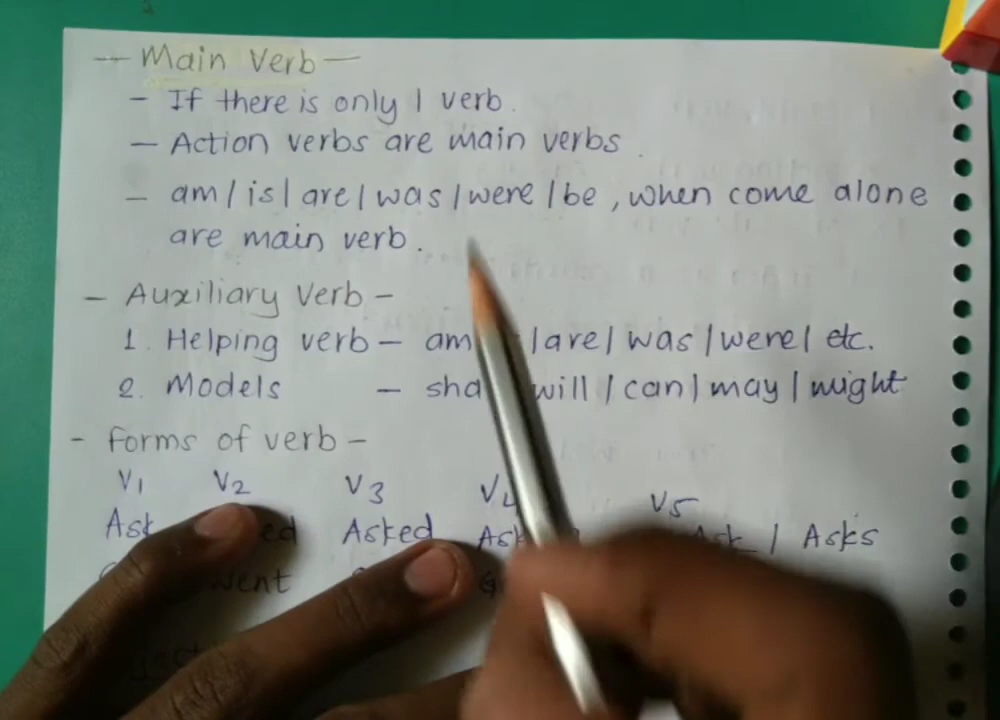 — Main Verb —
- If there is only 1 verb.
- Action verbs are main verbs.
- am / is / are / was / were / be , when come alone
are main verb.
- Auxiliary Verb -
1. Helping verb - am / are / was / were / etc.
2. Models - will / can / may / might
- Forms of verb -
V1 V2 V3 V4 V5
Ask Asked Ask / Asks
went